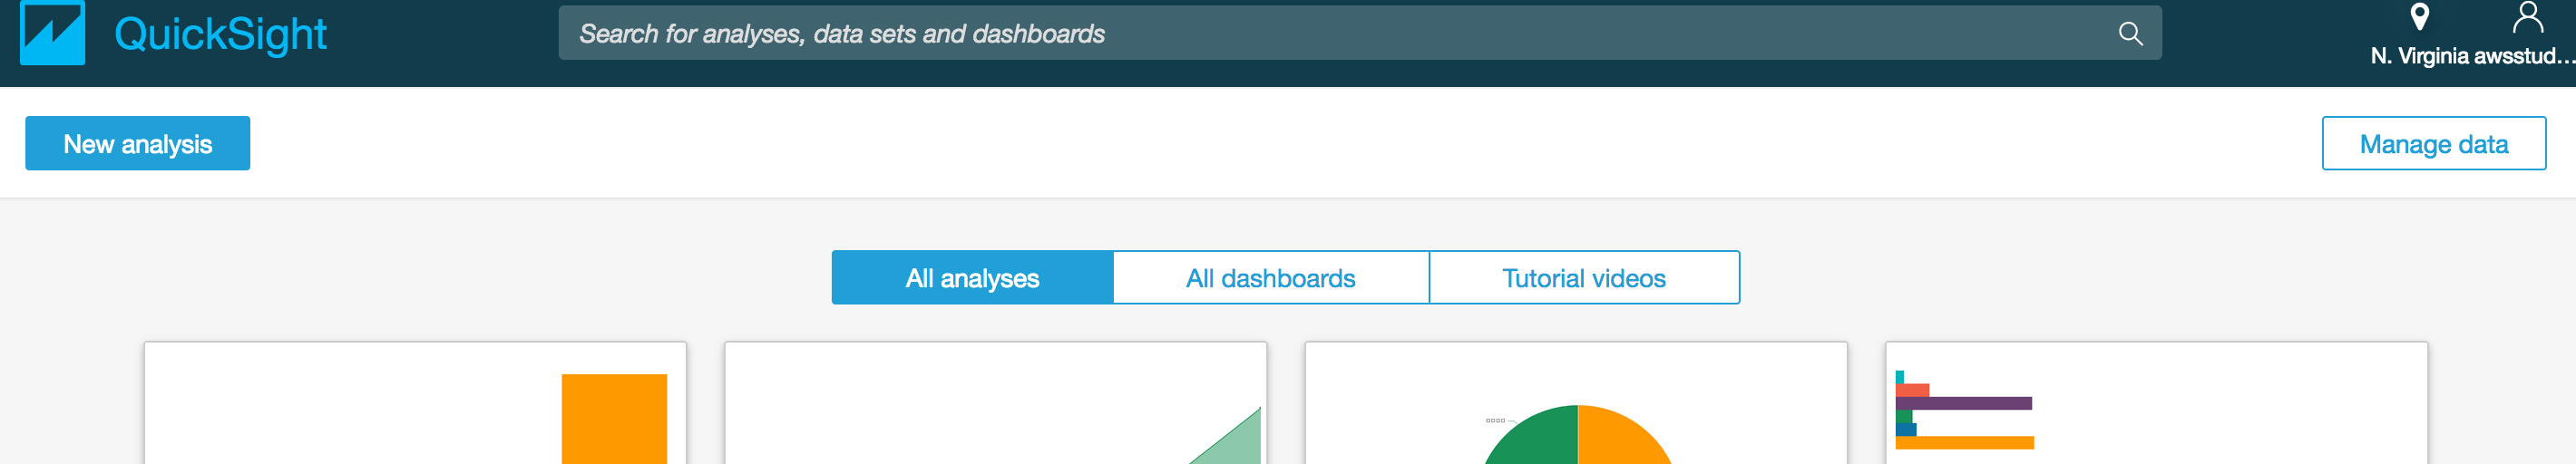 QuickSight
Search for analyses, data sets and dashboards
N. Virginia awsstud...
New analysis
Manage data
All analyses
All dashboards
Tutorial videos